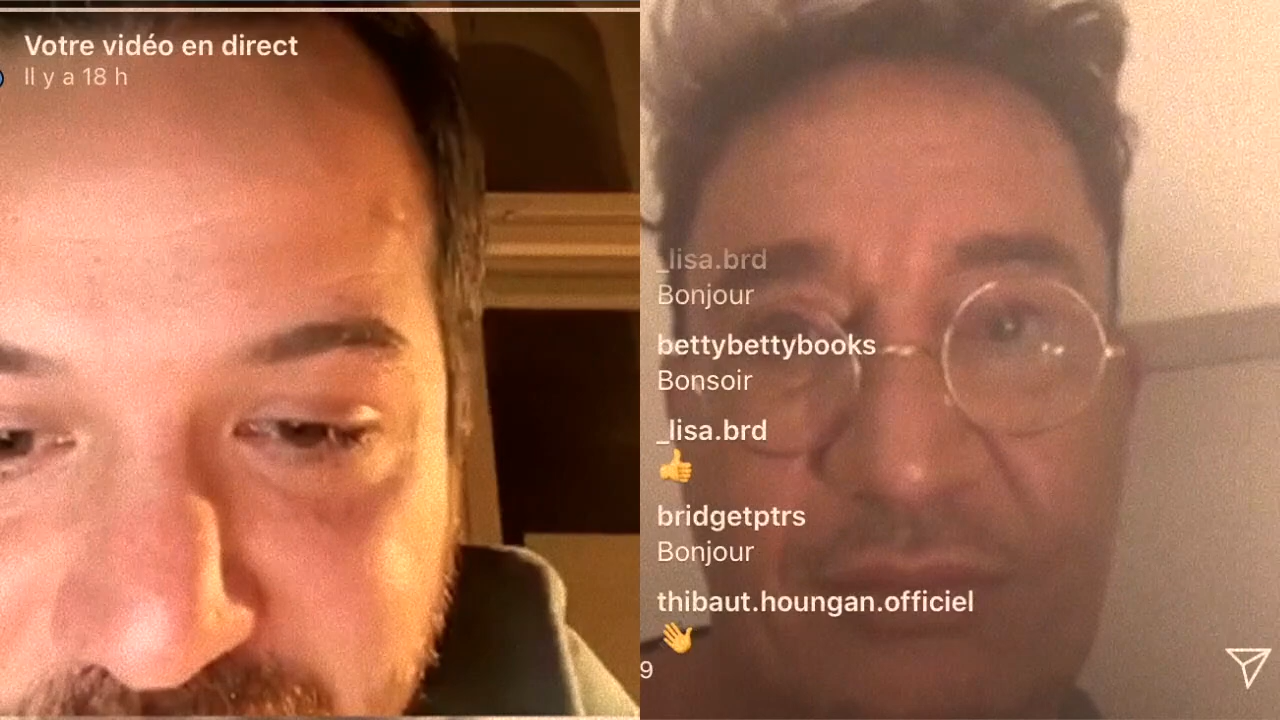 Votre vidéo en direct
Il y a 18 h
_lisa.brd
Bonjour
bettybettybooks
Bonsoir
_lisa.brd
👍
bridgetptrs
Bonjour
thibaut.houngan.officiel
👋
9